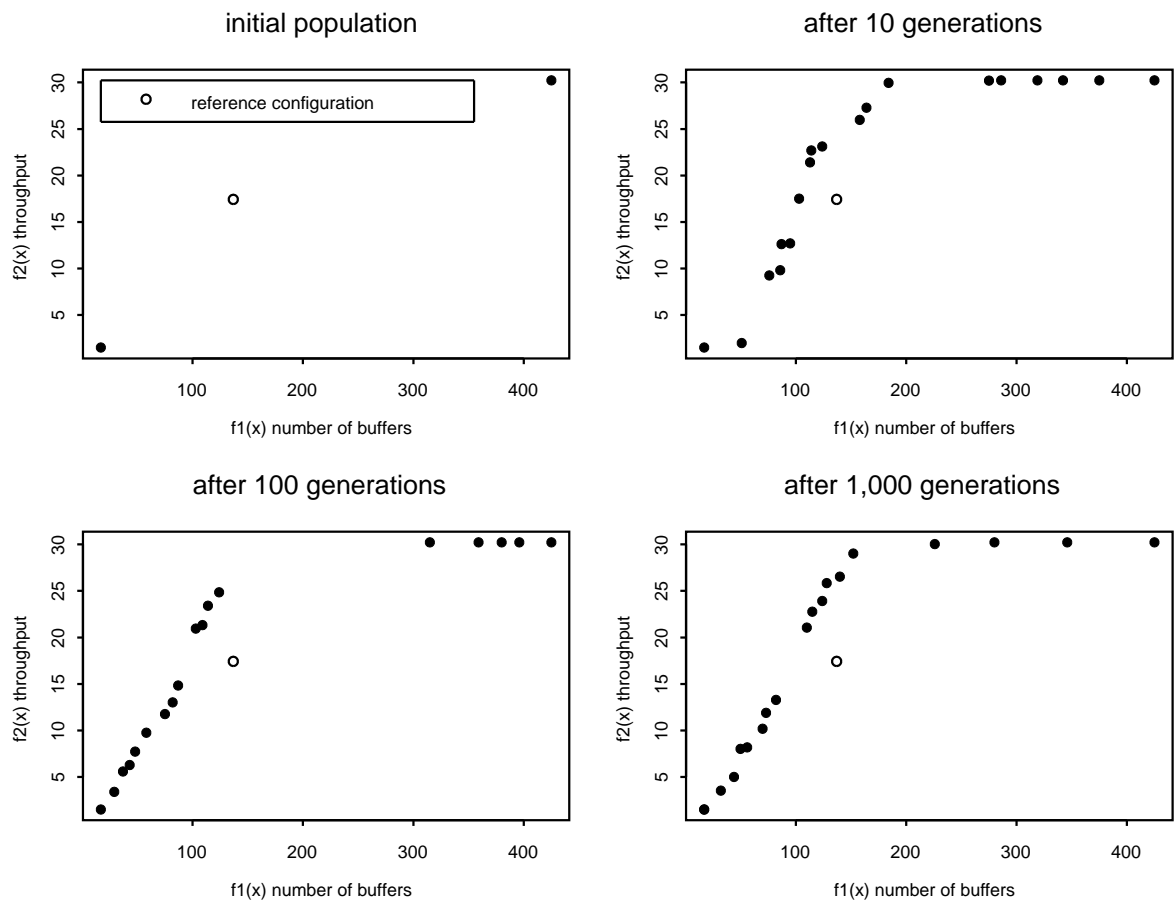 initial population
after 10 generations
reference configuration
30
25
20
15
10
5
f2(x) throughput
100 200 300 400
f1(x) number of buffers
30
25
20
15
10
5
f2(x) throughput
100 200 300 400
f1(x) number of buffers
after 100 generations
after 1,000 generations
30
25
20
15
10
5
f2(x) throughput
100 200 300 400
f1(x) number of buffers
30
25
20
15
10
5
f2(x) throughput
100 200 300 400
f1(x) number of buffers